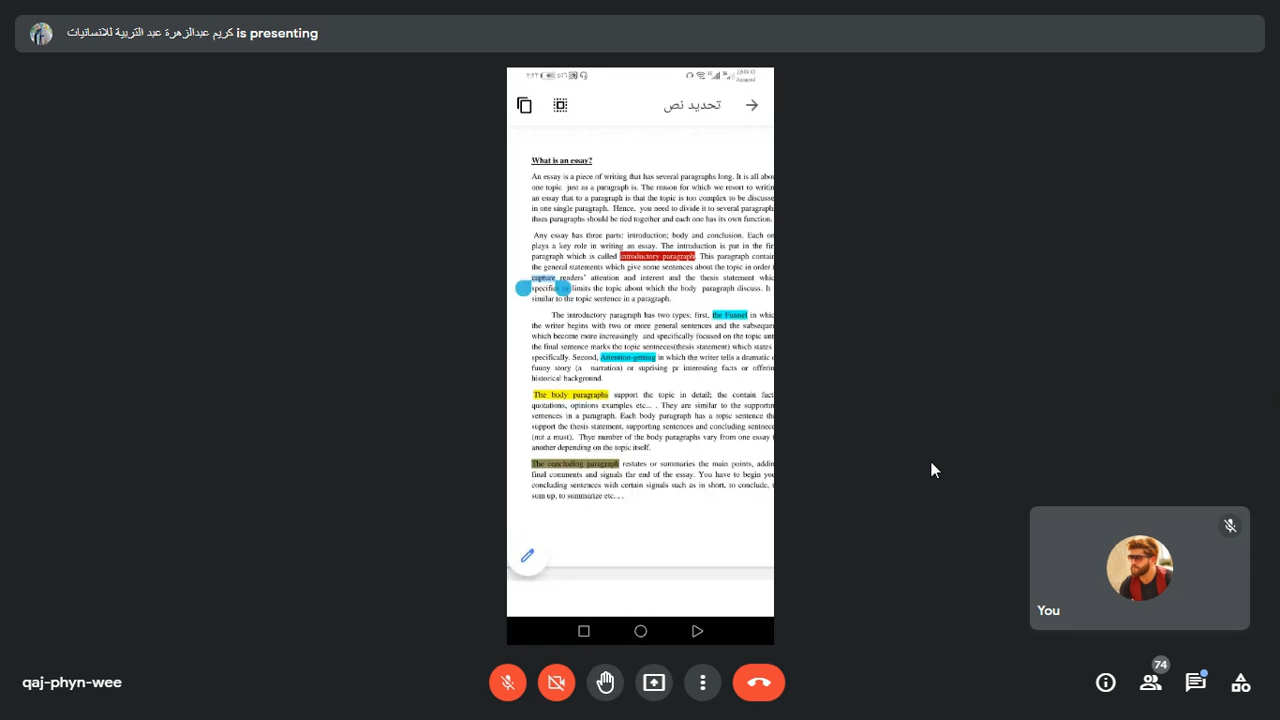 كريم عبدالزهرة عبد التربية للانسانيات is presenting
ZAIN IQ
تحديد نص
What is an essay?
An essay is a piece of writing that has several paragraphs long. It is all abou
one topic just as a paragraph is. The reason for which we resort to writin
an essay that to a paragraph is that the topic is too complex to be discusse
in one single paragraph. Hence, you need to divide it to several paragraph
thses paragraphs should be tied together and each one has its own function.
Any essay has three parts: introduction; body and conclusion. Each on
plays a key role in writing an essay. The introduction is put in the fir
paragraph which is called introductory paragraph. This paragraph contain
the general statements which give some sentences about the topic in order t
capture renders' attention and interest and the thesis statement whic
specifies or limits the topic about which the body paragraph discuss. It
similar to the topic sentence in a paragraph.
The introductory paragraph has two types; first, the Funnel in whic
the writer begins with two or more general sentences and the subseque
which become more increasingly and specifically focused on the topic unt
the final sentence marks the topic sentneces(thesis statement) which states
specifically. Second, Attention-getting in which the writer tells a dramatic o
funny story (a narration) or suprising pr interesting facts or offerin
historical background.
The body paragraphs support the topic in detail; the contain fact
quotations, opinions examples etc... . They are similar to the supportin
sentences in a paragraph. Each body paragraph has a topic sentence tha
support the thesis statement, supporting sentences and concluding sentnece
(not a must). Thye number of the body paragraphs vary from one essay t
another depending on the topic itself.
The concluding paragraph restates or summaries the main points, addin
final comments and signals the end of the essay. You have to begin you
concluding sentences with certain signals such as in short, to conclude, t
sum up, to summarize etc.. . .
You
qaj-phyn-wee
74